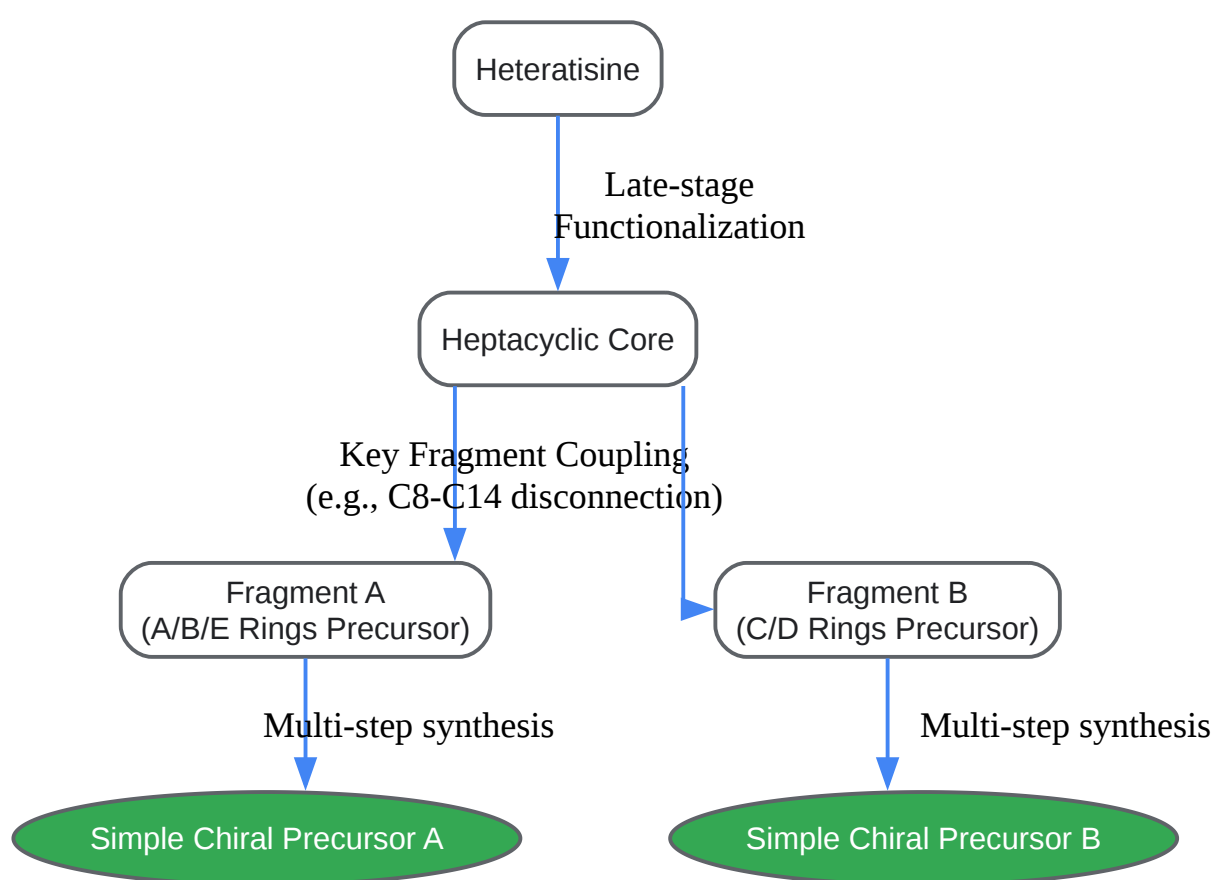 Heteratisine
Late-stage
Functionalization
Heptacyclic Core
Key Fragment Coupling
(e.g., C8-C14 disconnection)
Fragment A
(A/B/E Rings Precursor)
Fragment B
(C/D Rings Precursor)
Multi-step synthesis
Multi-step synthesis
Simple Chiral Precursor A
Simple Chiral Precursor B